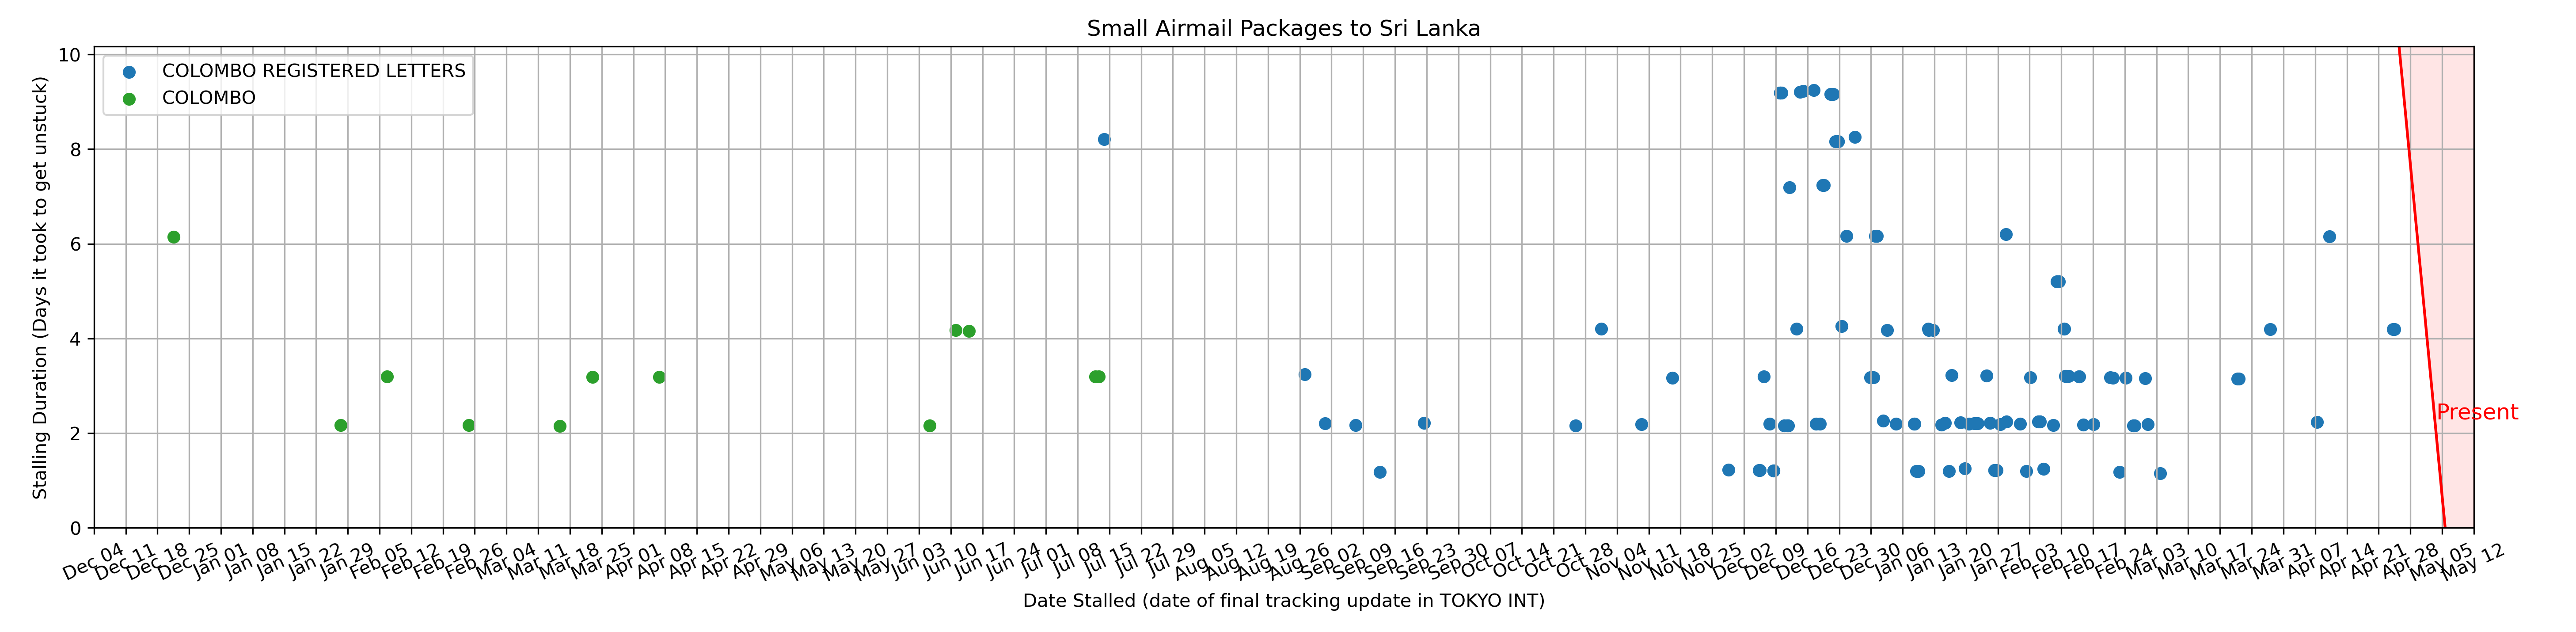 Small Airmail Packages to Sri Lanka
COLOMBO REGISTERED LETTERS
COLOMBO
Stalling Duration (Days it took to get unstuck)
10
8
6
4
2
0
Present
Dec 04 Dec 11 Dec 18 Dec 25 Jan 01 Jan 08 Jan 15 Jan 22 Jan 29 Feb 05 Feb 12 Feb 19 Feb 26 Mar 04 Mar 11 Mar 18 Mar 25 Apr 01 Apr 08 Apr 15 Apr 22 Apr 29 May 06 May 13 May 20 May 27 Jun 03 Jun 10 Jun 17 Jun 24 Jul 01 Jul 08 Jul 15 Jul 22 Jul 29 Aug 05 Aug 12 Aug 19 Aug 26 Sep 02 Sep 09 Sep 16 Sep 23 Sep 30 Oct 07 Oct 14 Oct 21 Oct 28 Nov 04 Nov 11 Nov 18 Nov 25 Dec 02 Dec 09 Dec 16 Dec 23 Dec 30 Jan 06 Jan 13 Jan 20 Jan 27 Feb 03 Feb 10 Feb 17 Feb 24 Mar 03 Mar 10 Mar 17 Mar 24 Mar 31 Apr 07 Apr 14 Apr 21 Apr 28 May 05 May 12
Date Stalled (date of final tracking update in TOKYO INT)